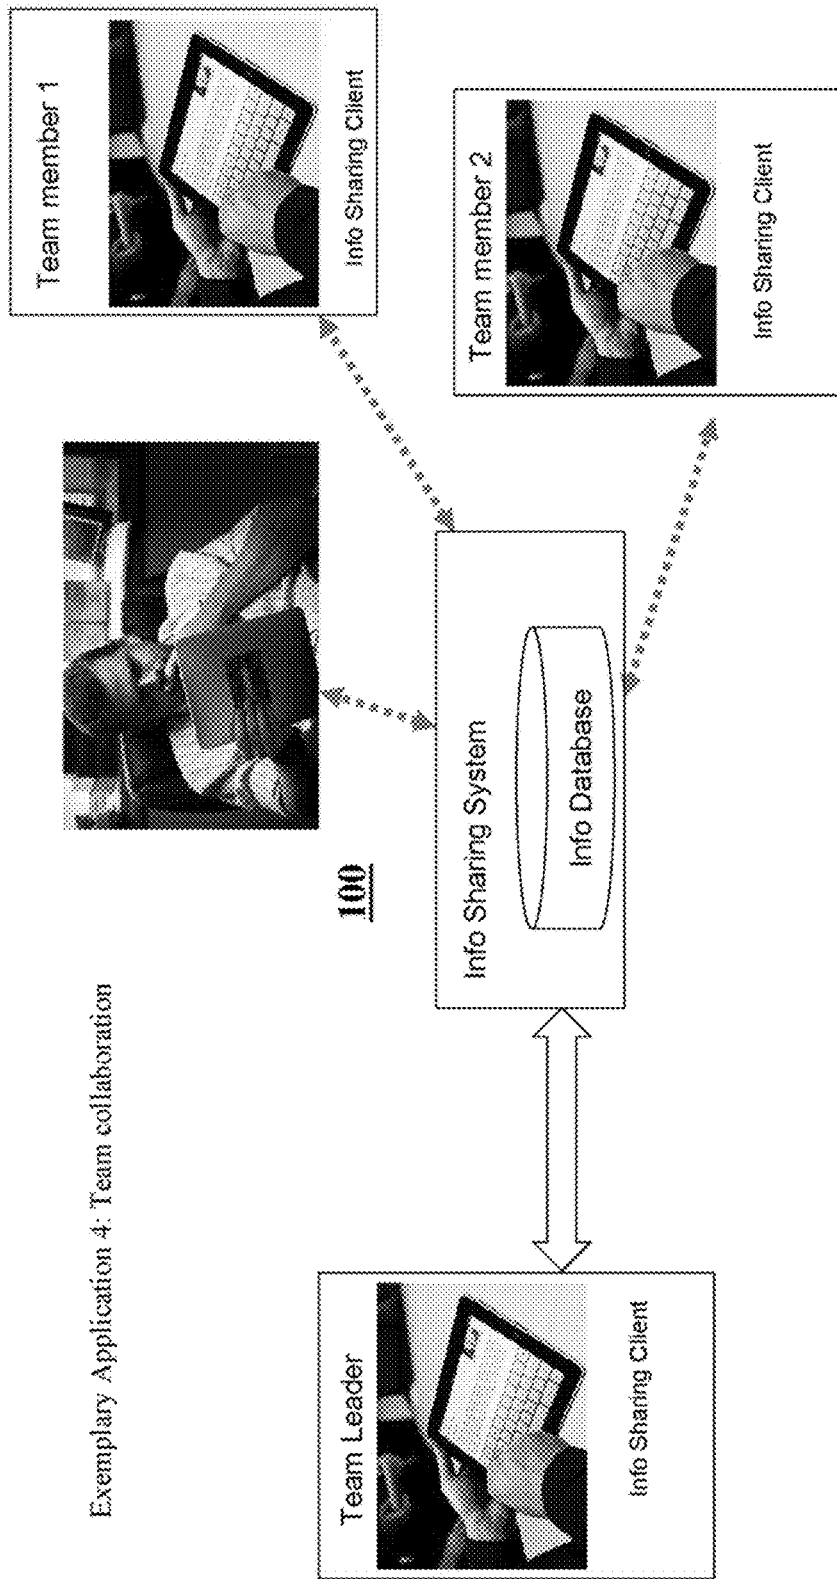 Exemplary Application 4: Team collaboration
100
Team Leader
Info Sharing Client
Info Sharing System
Info Database
Team member 1
Info Sharing Client
Team member 2
Info Sharing Client